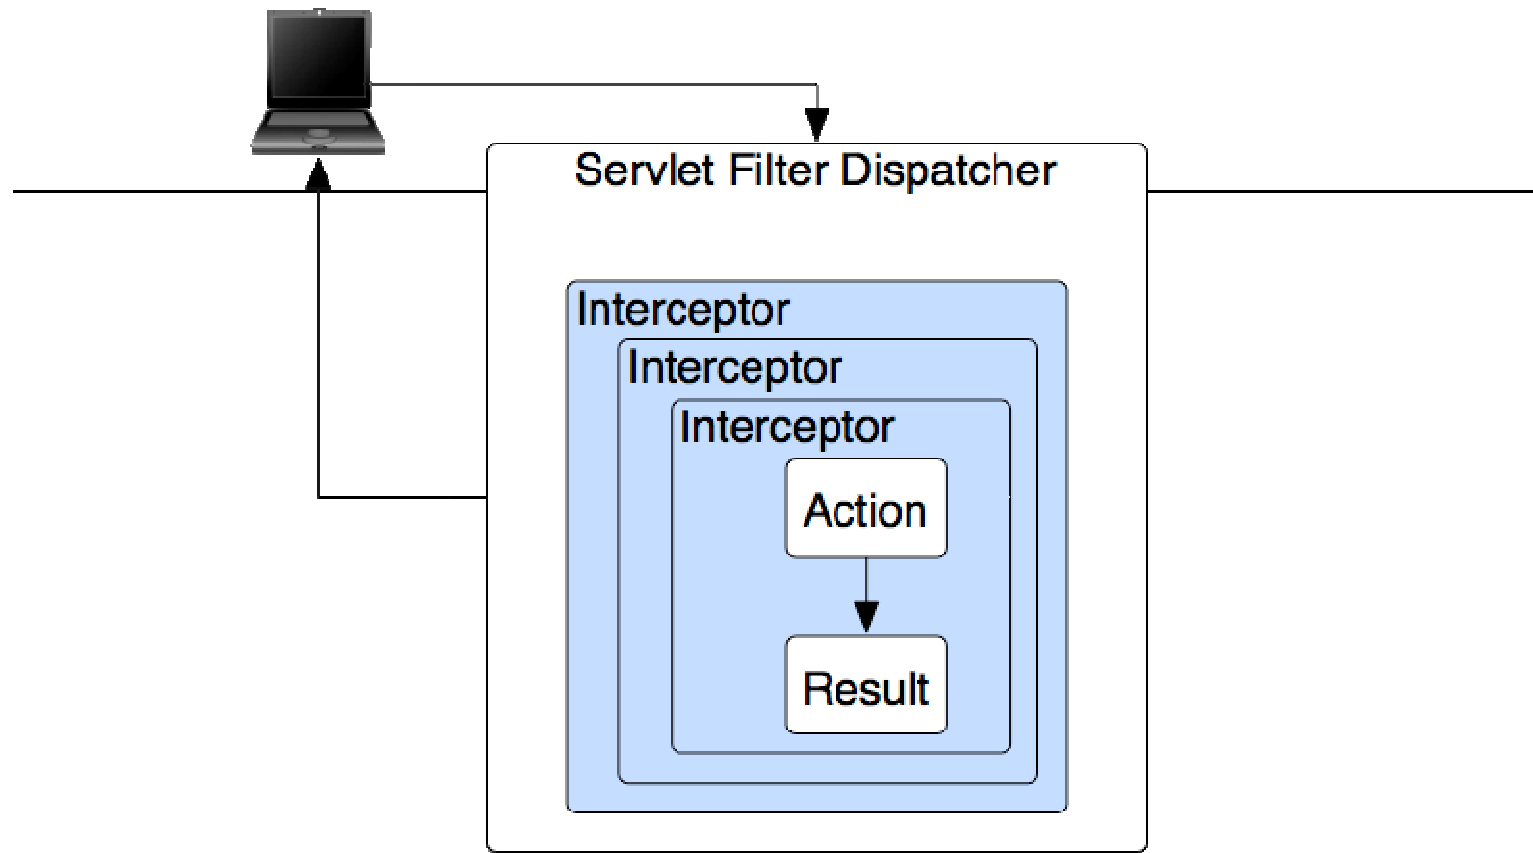 Servlet Filter Dispatcher
Interceptor
Interceptor
Interceptor
Action
Result